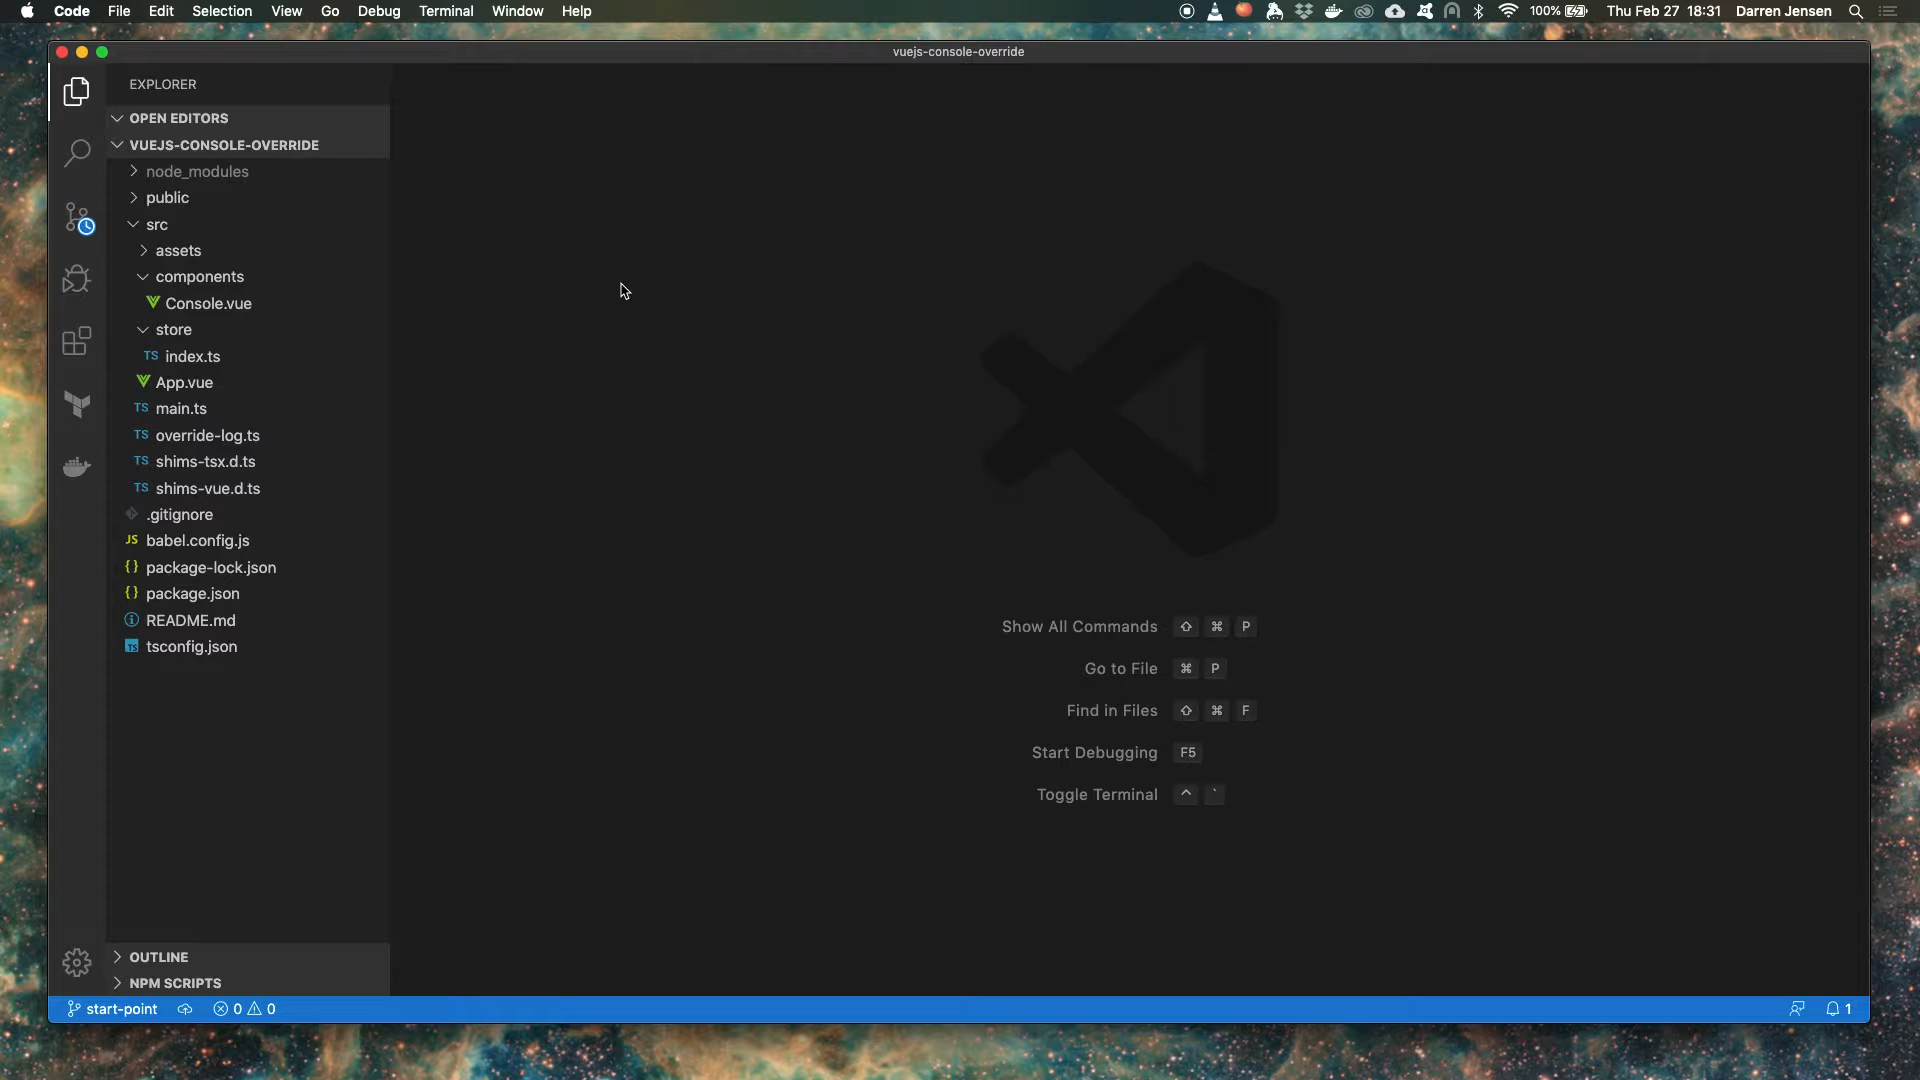 Code File Edit Selection View Go Debug Terminal Window Help 100% Thu Feb 27 18:31 Darren Jensen
vuejs-console-override
EXPLORER
OPEN EDITORS
VUEJS-CONSOLE-OVERRIDE
node_modules
public
src
assets
components
Console.vue
store
TS index.ts
App.vue
TS main.ts
TS override-log.ts
TS shims-tsx.d.ts
TS shims-vue.d.ts
.gitignore
JS babel.config.js
{} package-lock.json
{} package.json
README.md
TS tsconfig.json
Show All Commands ⇧ ⌘ P
Go to File ⌘ P
Find in Files ⇧ ⌘ F
Start Debugging F5
Toggle Terminal ^ `
OUTLINE
NPM SCRIPTS
start-point 0 0 1